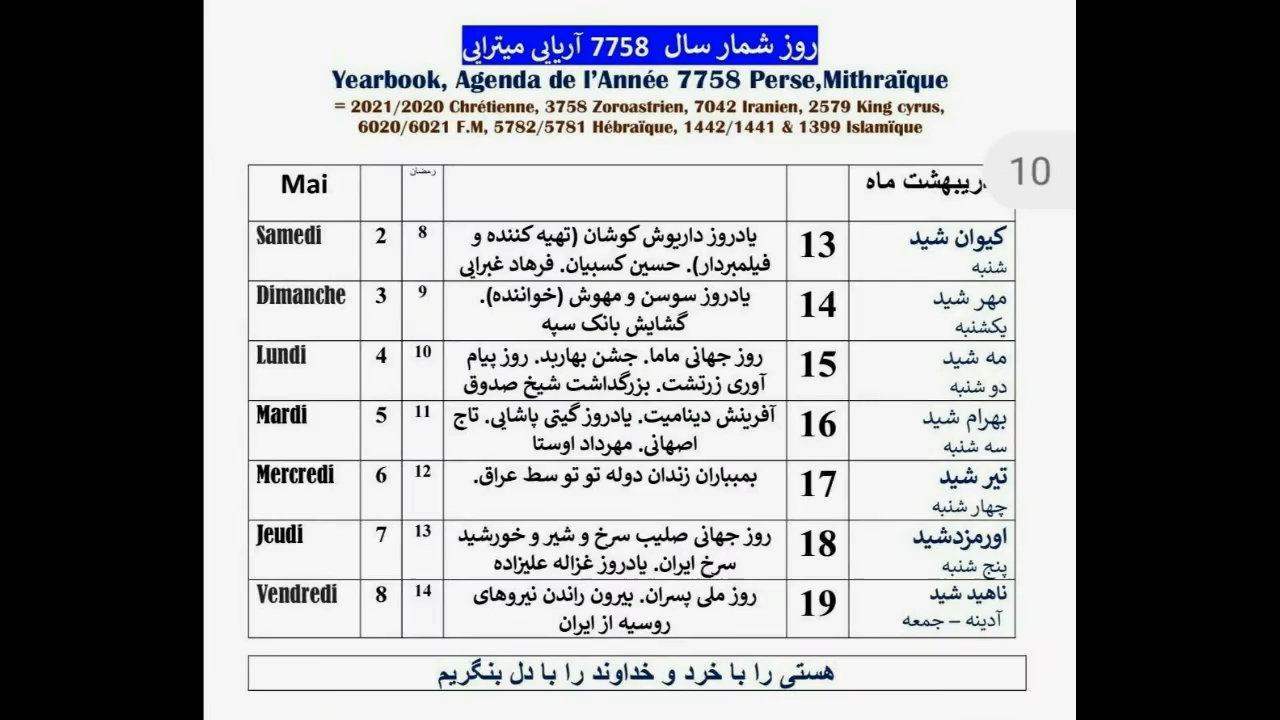 روز شمار سال 7758 آریایی میترایی
Yearbook, Agenda de l’Année 7758 Perse,Mithraïque
= 2021/2020 Chrétienne, 3758 Zoroastrien, 7042 Iranien, 2579 King cyrus,
6020/6021 F.M, 5782/5781 Hébraïque, 1442/1441 & 1399 Islamïque
10
Mai رمضان ریبهشت ماه
Samedi 2 8 یادروز داریوش کوشان (تهیه کننده و 13 کیوان شید
فیلمبردار). حسین کسبیان. فرهاد غبرایی شنبه
Dimanche 3 9 یادروز سوسن و مهوش (خواننده). 14 مهر شید
گشایش بانک سپه یکشنبه
Lundi 4 10 روز جهانی ماما. جشن بهاربد. روز پیام 15 مه شید
آوری زرتشت. بزرگداشت شیخ صدوق دو شنبه
Mardi 5 11 آفرینش دینامیت. یادروز گیتی پاشایی. تاج 16 بهرام شید
اصهانی. مهرداد اوستا سه شنبه
Mercredi 6 12 بمبباران زندان دوله تو تو سط عراق. 17 تیر شید
چهار شنبه
Jeudi 7 13 روز جهانی صلیب سرخ و شیر و خورشید 18 اورمزدشید
سرخ ایران. یادروز غزاله علیزاده پنج شنبه
Vendredi 8 14 روز ملی پسران. بیرون راندن نیروهای 19 ناهید شید
روسیه از ایران آدینه – جمعه
هستی را با خرد و خداوند را با دل بنگریم